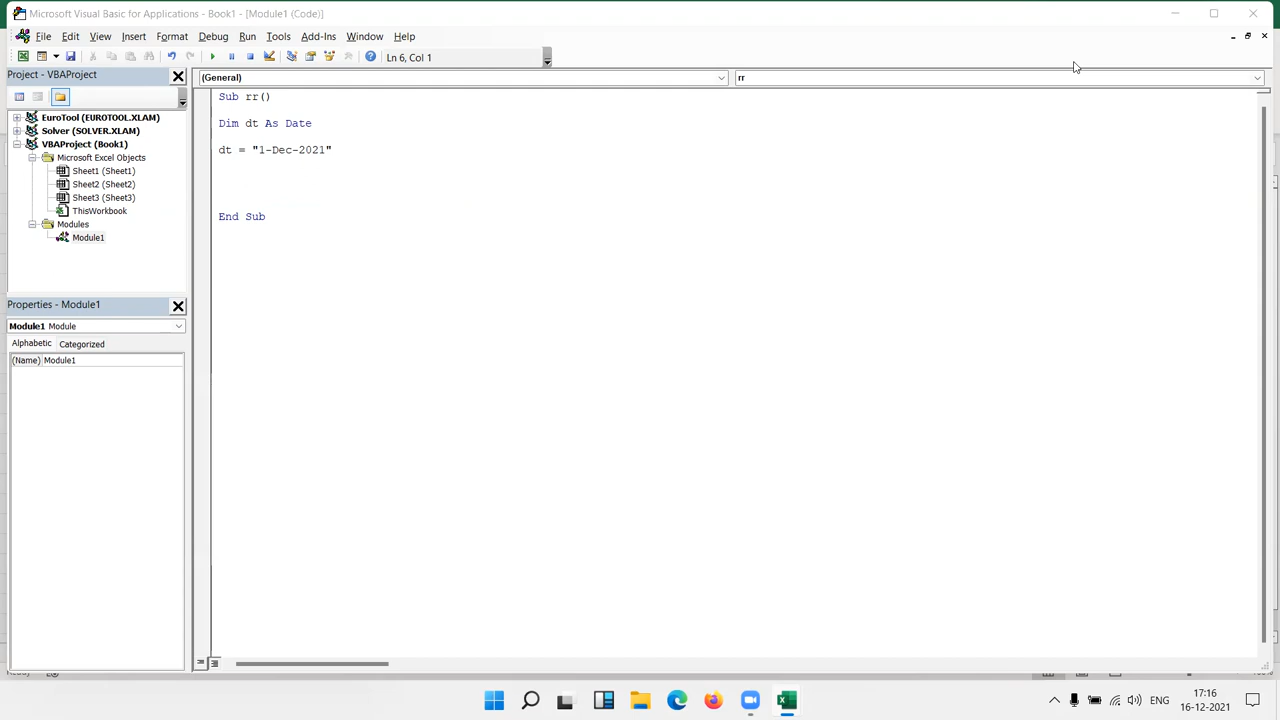 Microsoft Visual Basic for Applications - Book1 - [Module1 (Code)]
File Edit View Insert Format Debug Run Tools Add-Ins Window Help
Ln 6, Col 1
Project - VBAProject
(General)
rr
EuroTool (EUROTOOL.XLAM)
Solver (SOLVER.XLAM)
VBAProject (Book1)
Microsoft Excel Objects
Sheet1 (Sheet1)
Sheet2 (Sheet2)
Sheet3 (Sheet3)
ThisWorkbook
Modules
Module1
Sub rr()
Dim dt As Date
dt = "1-Dec-2021"
End Sub
Properties - Module1
Module1 Module
Alphabetic Categorized
(Name) Module1
ENG
17:16
16-12-2021